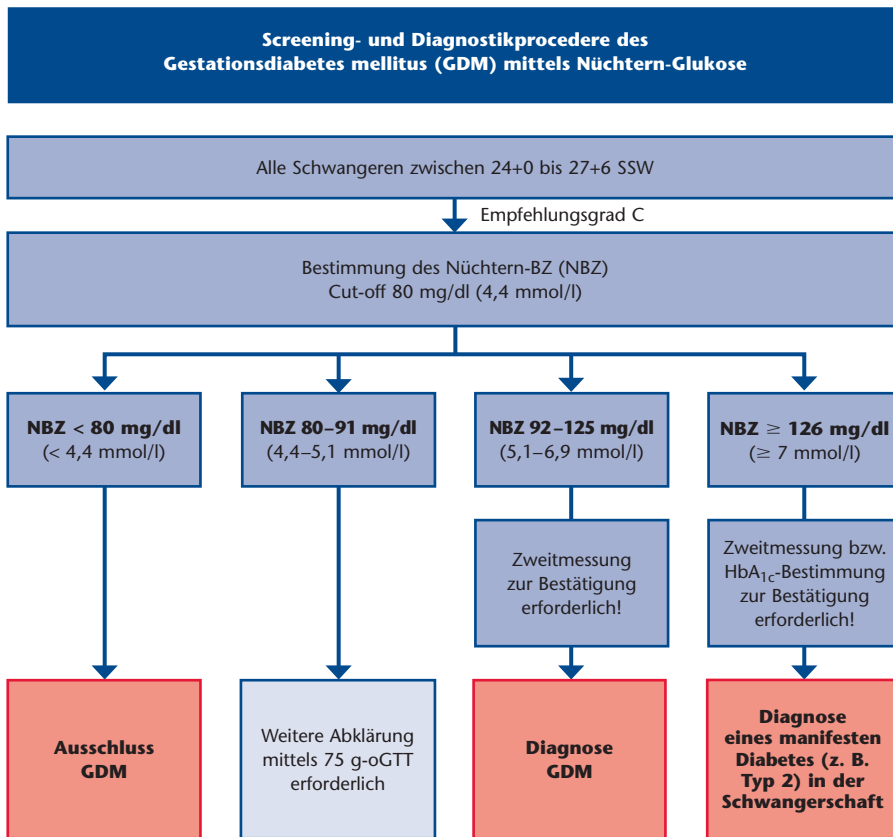 Screening- und Diagnostikprocedere des
Gestationsdiabetes mellitus (GDM) mittels Nüchtern-Glukose
Alle Schwangeren zwischen 24+0 bis 27+6 SSW
Empfehlungsgrad C
Bestimmung des Nüchtern-BZ (NBZ)
Cut-off 80 mg/dl (4,4 mmol/l)
NBZ < 80 mg/dl
(< 4,4 mmol/l)
NBZ 80–91 mg/dl
(4,4–5,1 mmol/l)
NBZ 92–125 mg/dl
(5,1–6,9 mmol/l)
NBZ ≥ 126 mg/dl
(≥ 7 mmol/l)
Zweitmessung
zur Bestätigung
erforderlich!
Zweitmessung bzw.
HbA1c-Bestimmung
zur Bestätigung
erforderlich!
Ausschluss
GDM
Weitere Abklärung
mittels 75 g-oGTT
erforderlich
Diagnose
GDM
Diagnose
eines manifesten
Diabetes (z. B.
Typ 2) in der
Schwangerschaft